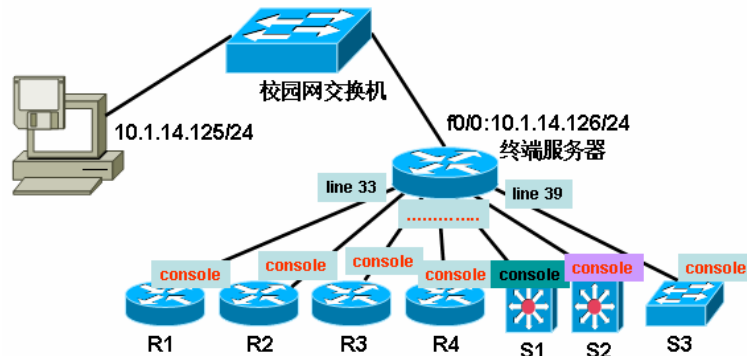 校园网交换机
10.1.14.125/24
f0/0:10.1.14.126/24
终端服务器
line 33
line 39
..............
console
console
console
console
console
console
console
R1
R2
R3
R4
S1
S2
S3